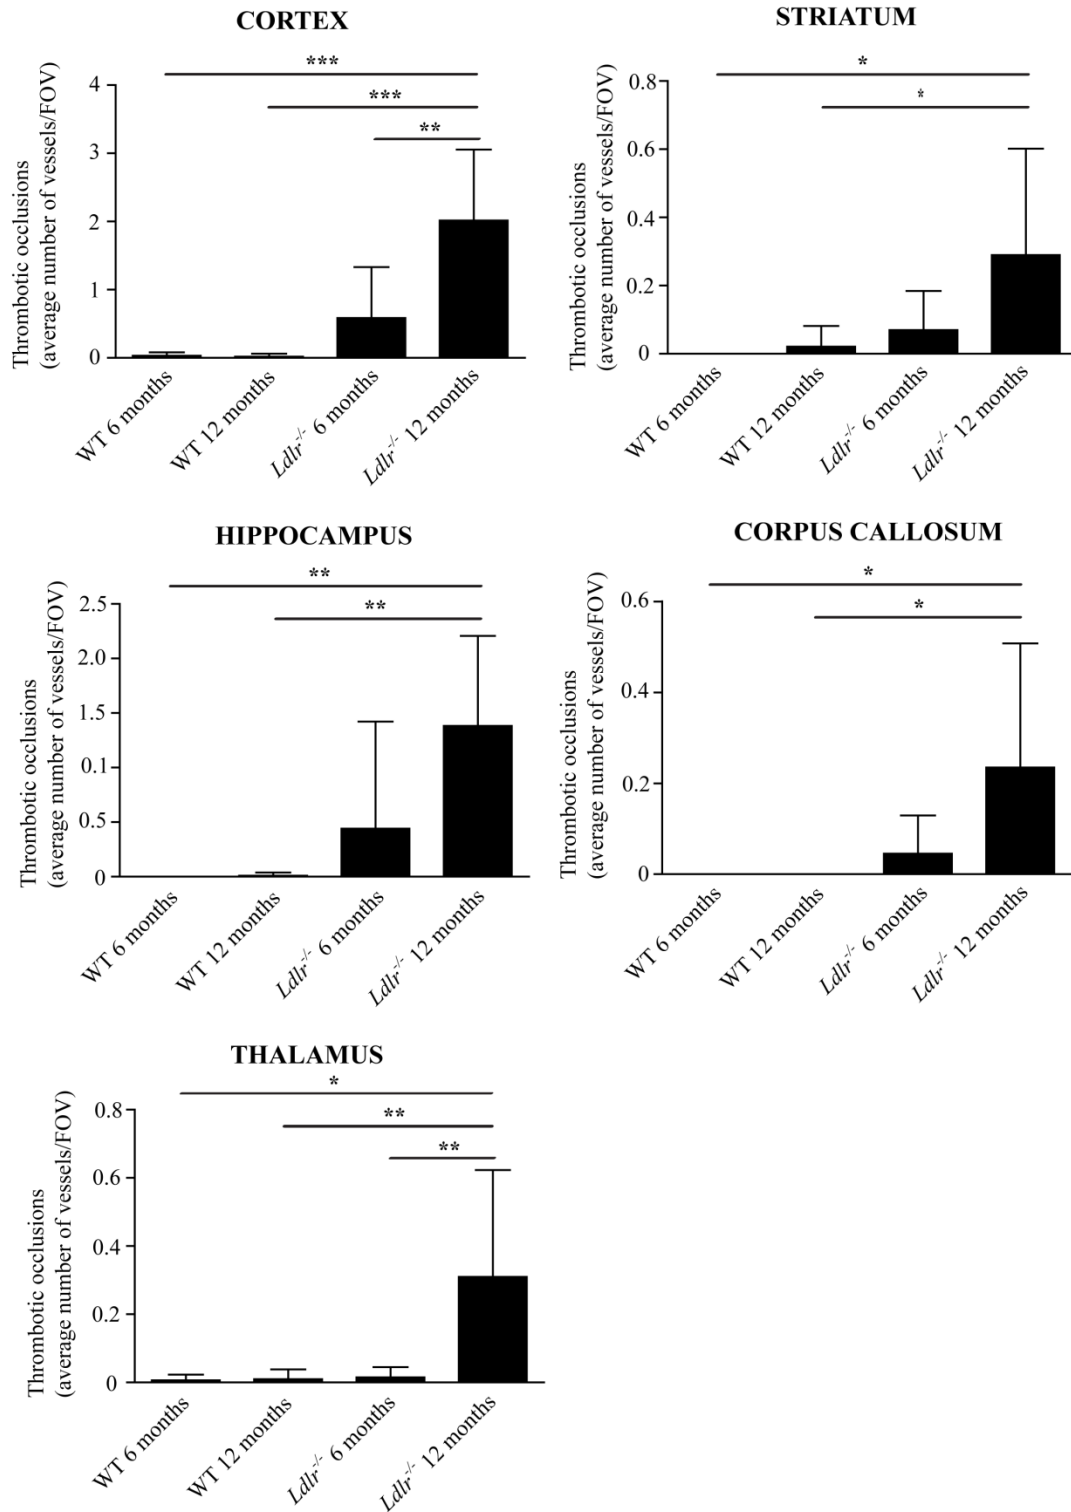 CORTEX
***
***
**
4
3
2
1
0
Thrombotic occlusions
(average number of vessels/FOV)
WT 6 months
WT 12 months
Ldlr-/- 6 months
Ldlr-/- 12 months
STRIATUM
*
*
0.8
0.6
0.4
0.2
0
Thrombotic occlusions
(average number of vessels/FOV)
WT 6 months
WT 12 months
Ldlr-/- 6 months
Ldlr-/- 12 months
HIPPOCAMPUS
**
**
2.5
2.0
1.5
0.1
0.5
0
Thrombotic occlusions
(average number of vessels/FOV)
WT 6 months
WT 12 months
Ldlr-/- 6 months
Ldlr-/- 12 months
CORPUS CALLOSUM
*
*
0.6
0.4
0.2
0
Thrombotic occlusions
(average number of vessels/FOV)
WT 6 months
WT 12 months
Ldlr-/- 6 months
Ldlr-/- 12 months
THALAMUS
*
**
**
0.8
0.6
0.4
0.2
0
Thrombotic occlusions
(average number of vessels/FOV)
WT 6 months
WT 12 months
Ldlr-/- 6 months
Ldlr-/- 12 months